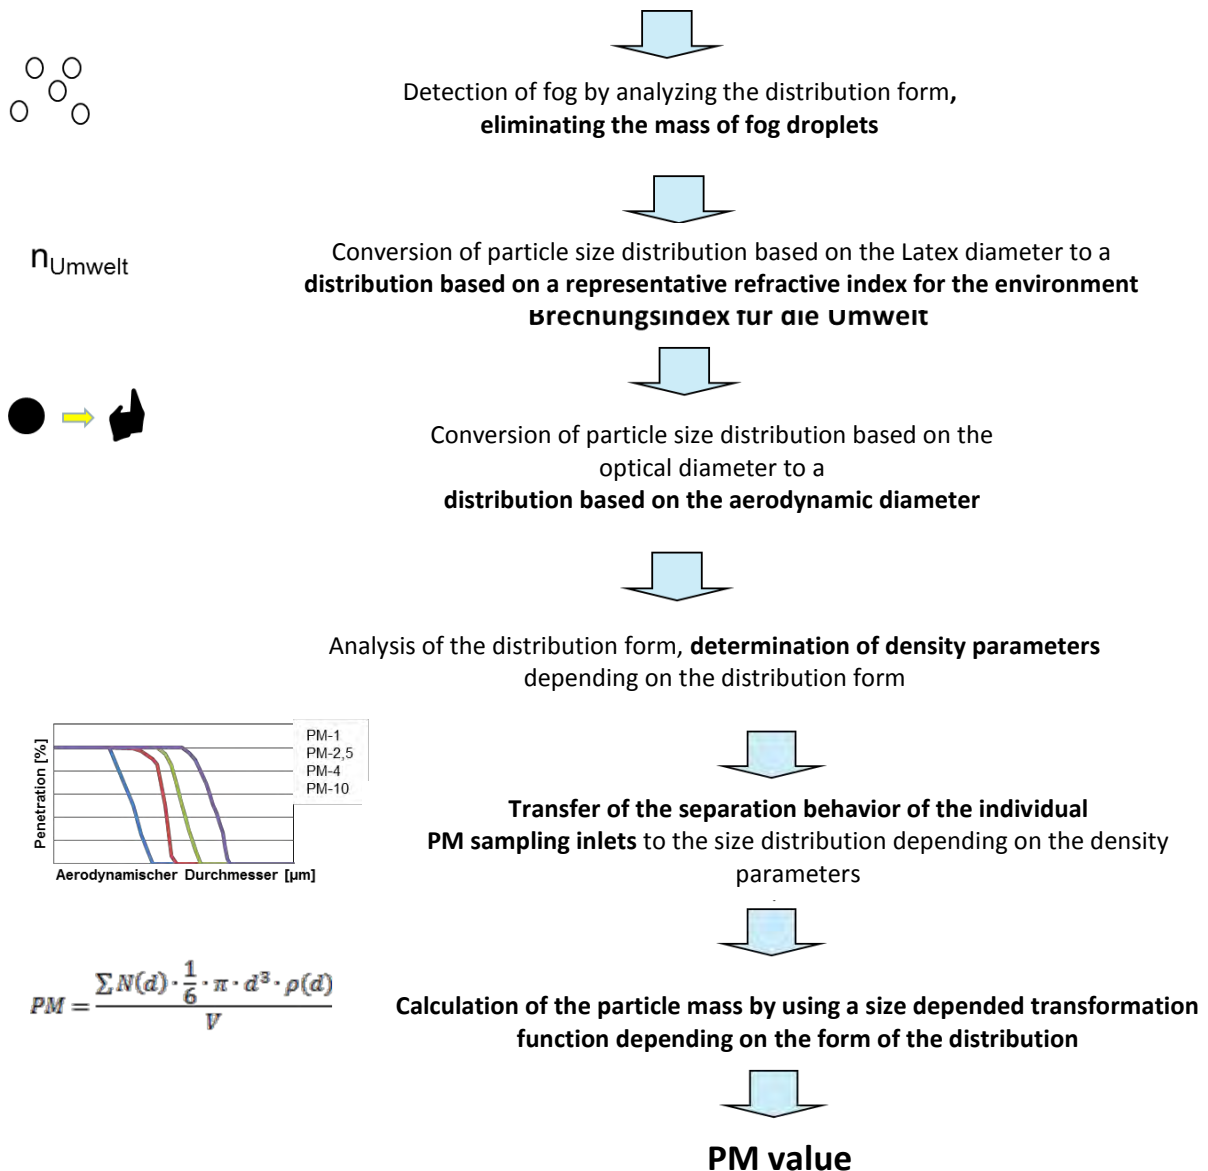 Detection of fog by analyzing the distribution form,
eliminating the mass of fog droplets
nUmwelt
Conversion of particle size distribution based on the Latex diameter to a
distribution based on a representative refractive index for the environment
Brechungsindex für die Umwelt
Conversion of particle size distribution based on the
optical diameter to a
distribution based on the aerodynamic diameter
Analysis of the distribution form, determination of density parameters
depending on the distribution form
Penetration [%]
PM-1
PM-2,5
PM-4
PM-10
Aerodynamischer Durchmesser [µm]
Transfer of the separation behavior of the individual
PM sampling inlets to the size distribution depending on the density
parameters
PM = ∑N(d) · 1/6 · π · d³ · ρ(d) / V
Calculation of the particle mass by using a size depended transformation
function depending on the form of the distribution
PM value